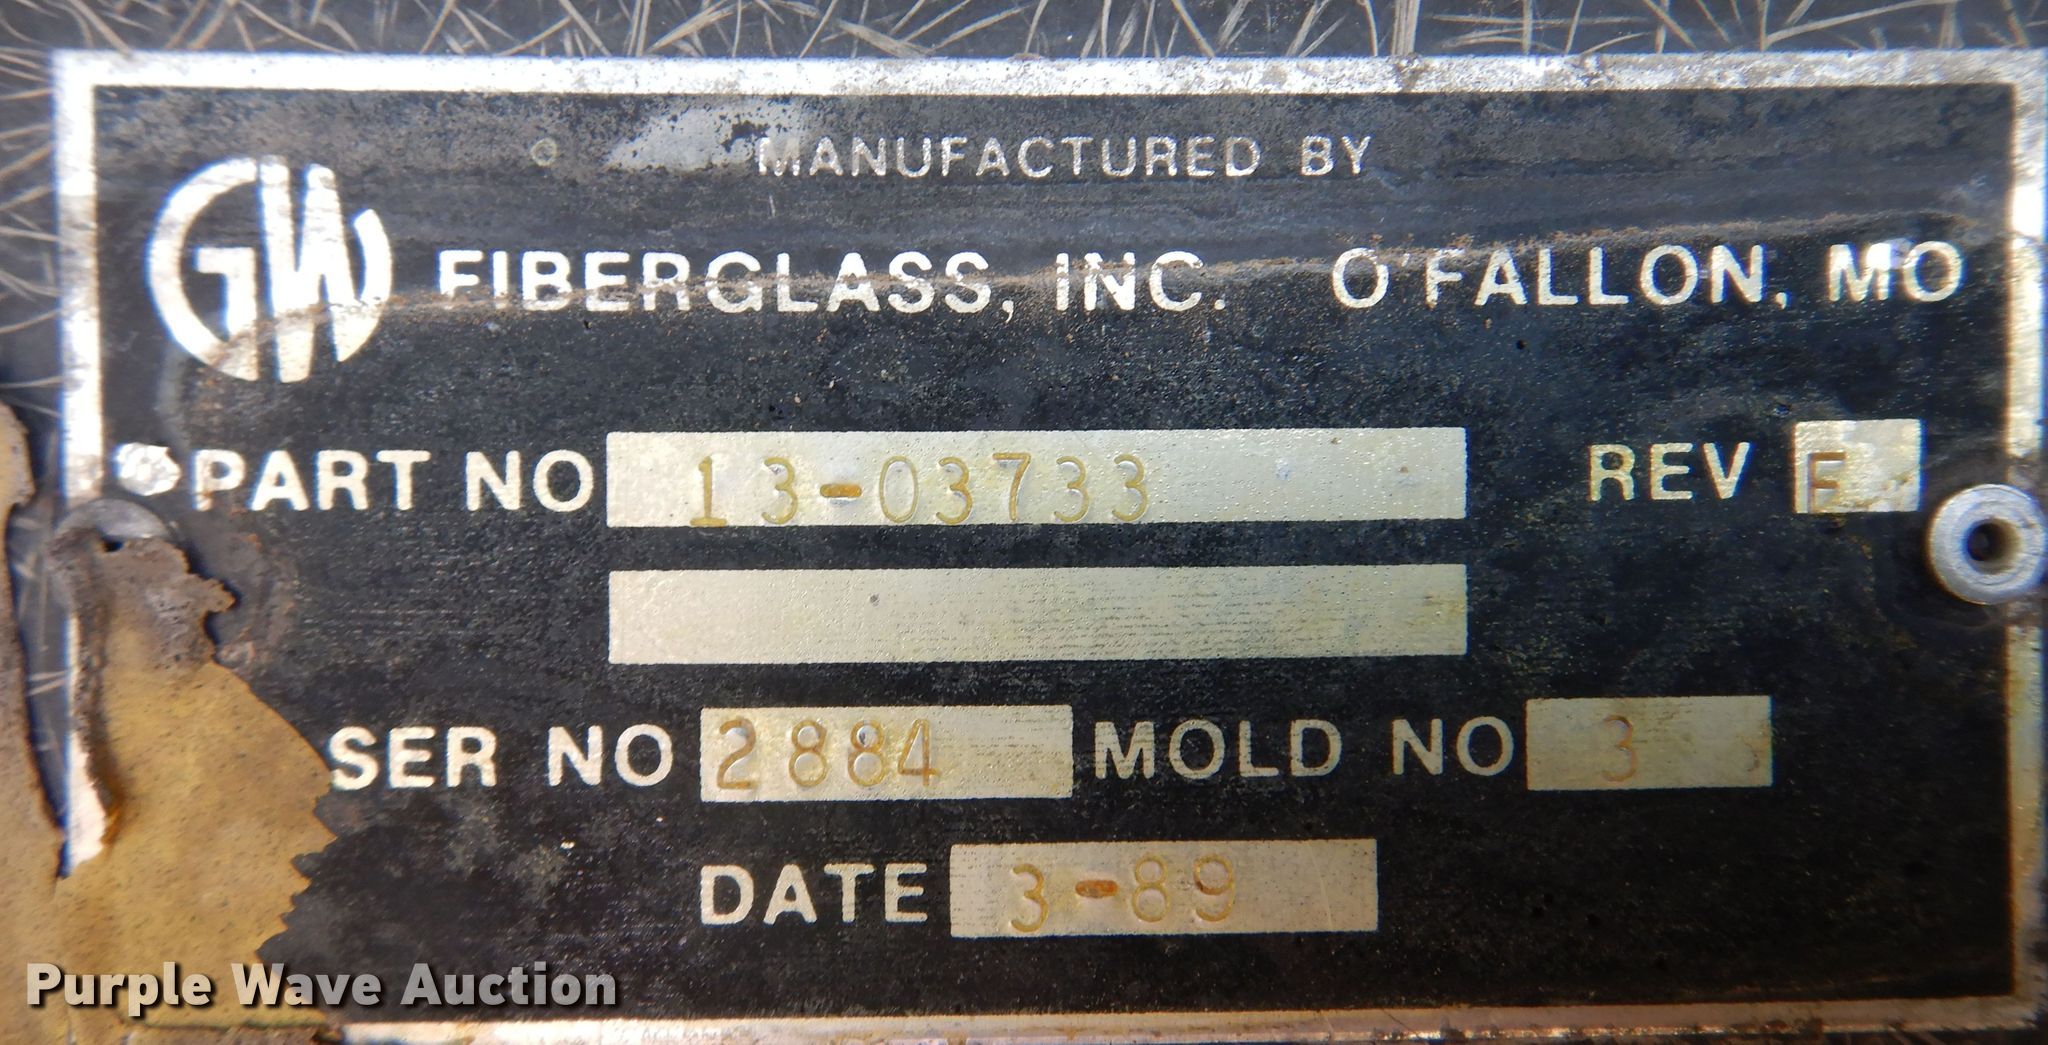 MANUFACTURED BY
GW FIBERGLASS, INC. O'FALLON, MO
PART NO 13-03733 REV
SER NO 2884 MOLD NO 3
DATE 3-89
Purple Wave Auction